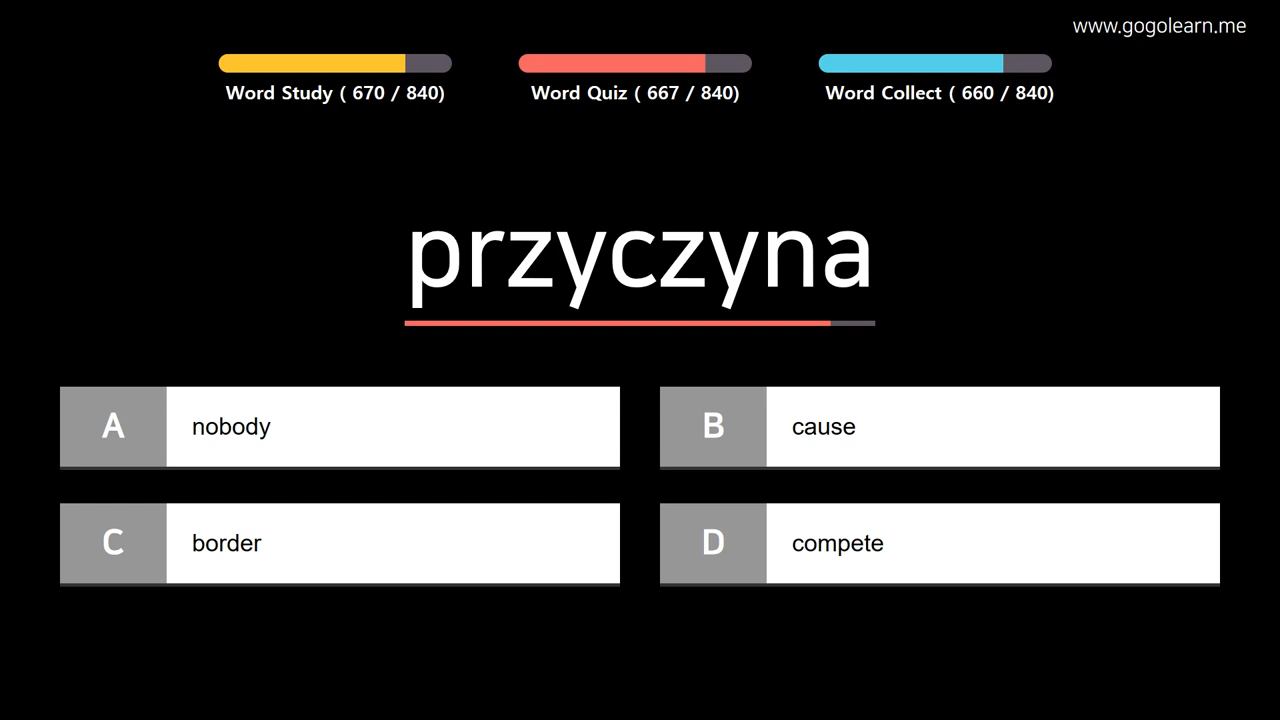 www.gogolearn.me
Word Study ( 670 / 840)
Word Quiz ( 667 / 840)
Word Collect ( 660 / 840)
przyczyna
A nobody
B cause
C border
D compete